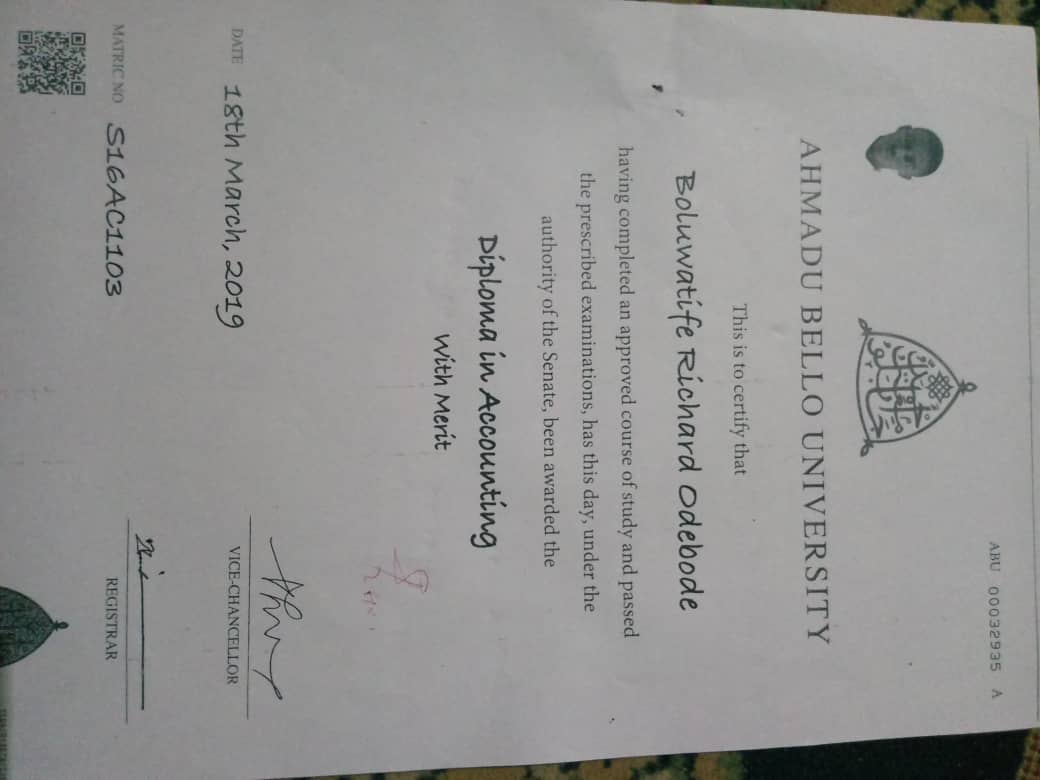 ABU 00032935 A
AHMADU BELLO UNIVERSITY
This is to certify that
Boluwatife Richard Odebode
having completed an approved course of study and passed
the prescribed examinations, has this day, under the
authority of the Senate, been awarded the
Diploma in Accounting
With Merit
DATE 18th March, 2019
VICE-CHANCELLOR
MATRIC NO S16AC1103
REGISTRAR